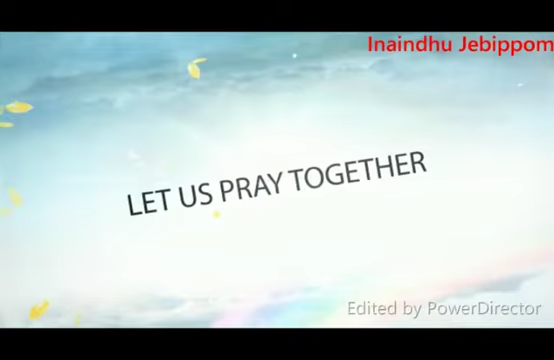 Inaindhu Jebippom
LET US PRAY TOGETHER
Edited by PowerDirector